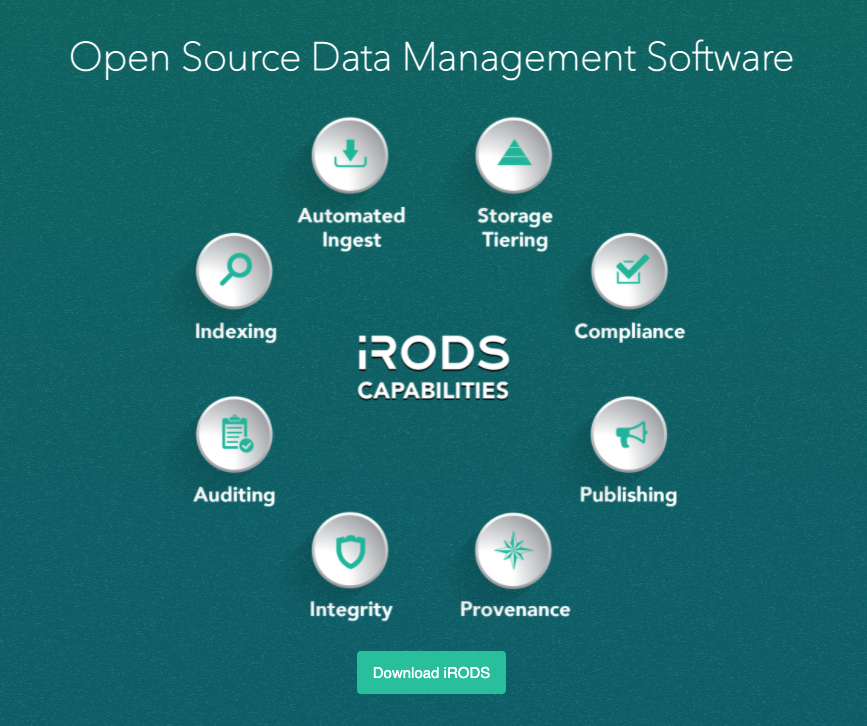 Open Source Data Management Software
Automated
Ingest
Storage
Tiering
Indexing
Compliance
iRODS
CAPABILITIES
Auditing
Publishing
Integrity
Provenance
Download iRODS